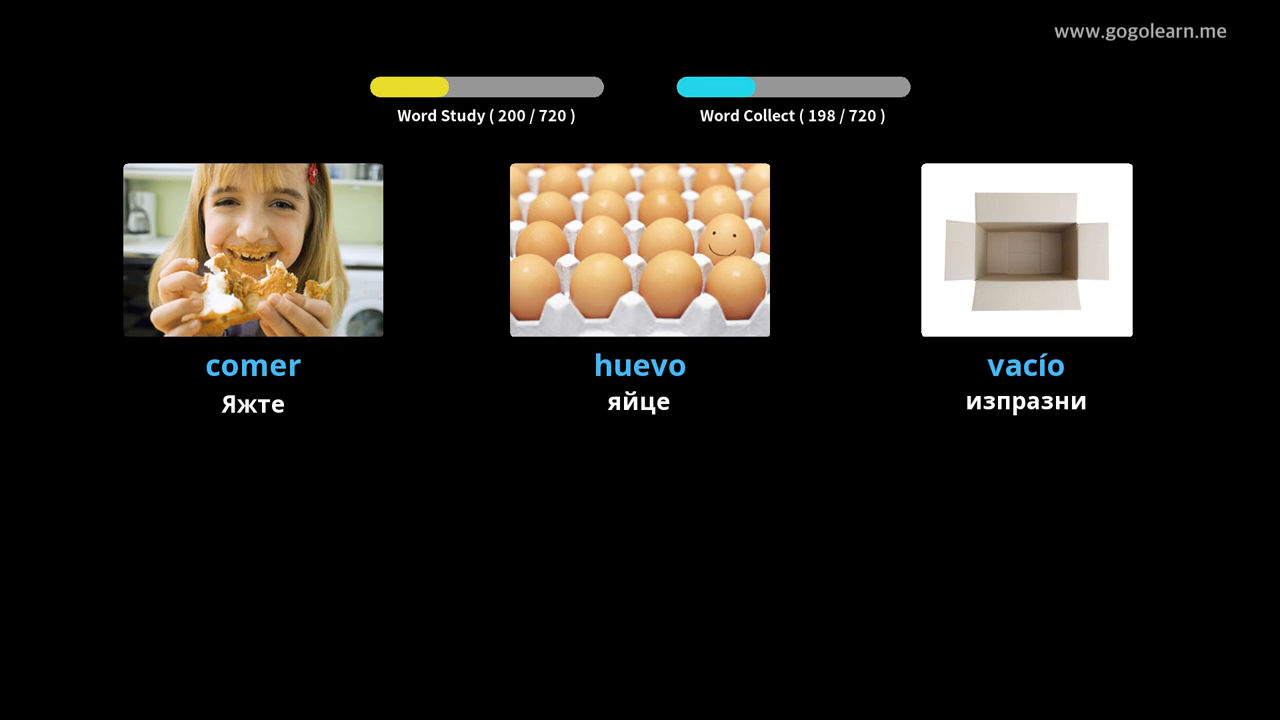 www.gogolearn.me
Word Study ( 200 / 720 )
Word Collect ( 198 / 720 )
comer
Яжте
huevo
яйце
vacío
изпразни